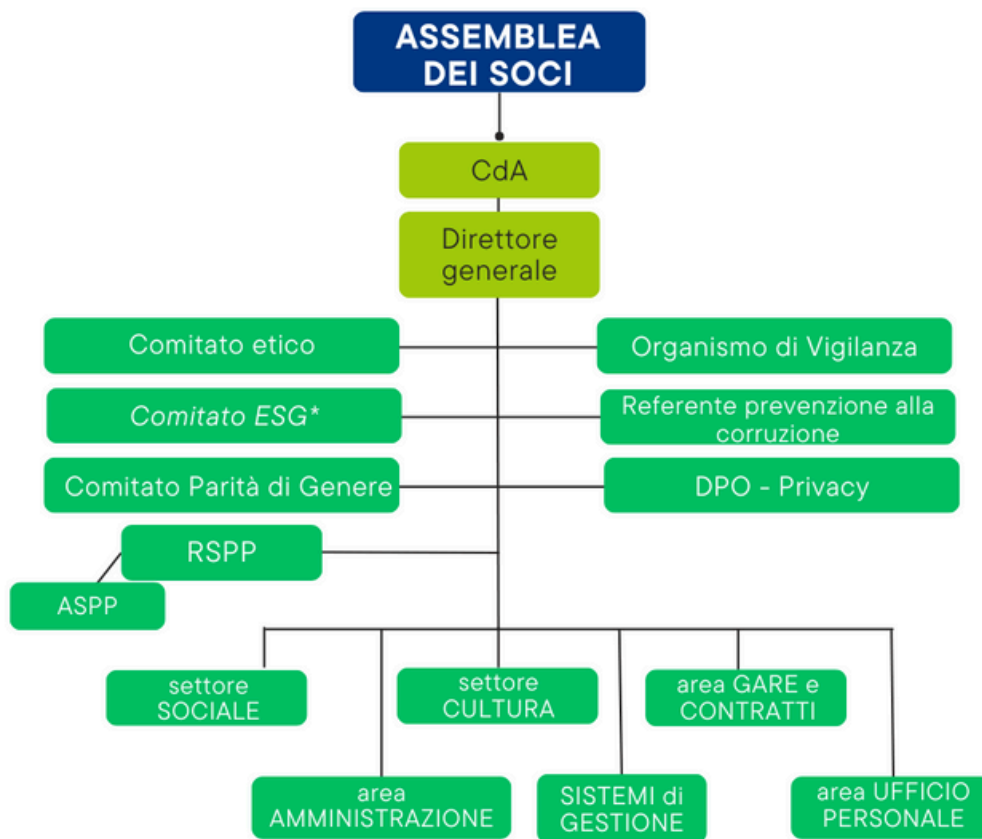 ASSEMBLEA
DEI SOCI
CdA
Direttore
generale
Comitato etico
Organismo di Vigilanza
Comitato ESG*
Referente prevenzione alla
corruzione
Comitato Parità di Genere
DPO - Privacy
RSPP
ASPP
settore
SOCIALE
settore
CULTURA
area GARE e
CONTRATTI
area
AMMINISTRAZIONE
SISTEMI di
GESTIONE
area UFFICIO
PERSONALE